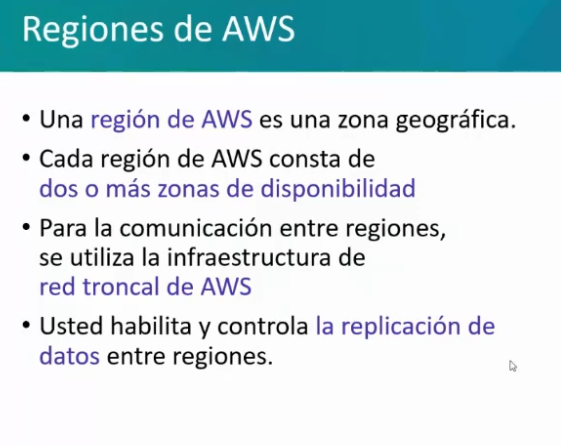 Regiones de AWS
• Una región de AWS es una zona geográfica.
• Cada región de AWS consta de
dos o más zonas de disponibilidad
• Para la comunicación entre regiones,
se utiliza la infraestructura de
red troncal de AWS
• Usted habilita y controla la replicación de
datos entre regiones.